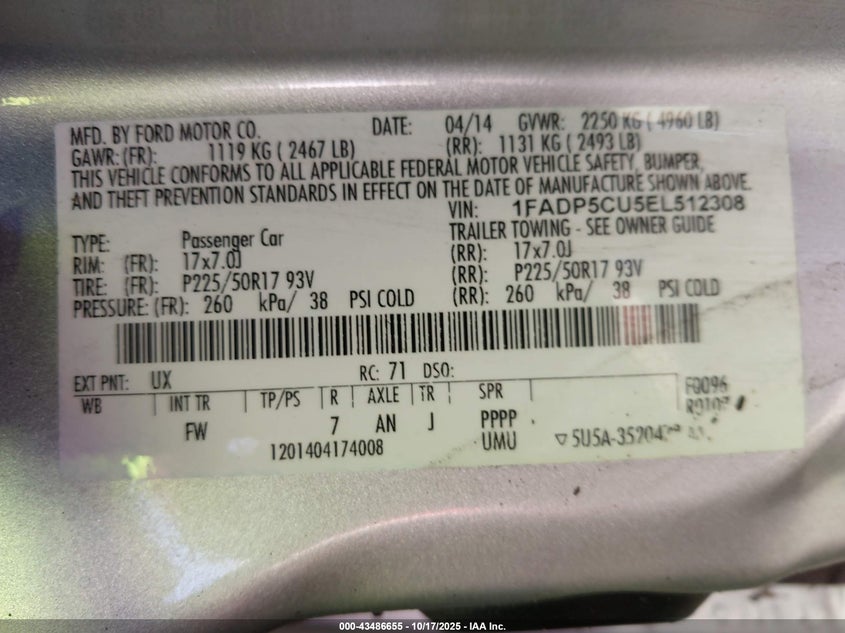 MFD. BY FORD MOTOR CO. DATE: 04/14 GVWR: 2250 KG ( 4960 LB)
GAWR: (FR): 1119 KG ( 2467 LB) (RR): 1131 KG ( 2493 LB)
THIS VEHICLE CONFORMS TO ALL APPLICABLE FEDERAL MOTOR VEHICLE SAFETY, BUMPER,
AND THEFT PREVENTION STANDARDS IN EFFECT ON THE DATE OF MANUFACTURE SHOWN ABOVE.
VIN: 1FADP5CU5EL512308
TYPE: Passenger Car TRAILER TOWING - SEE OWNER GUIDE
RIM: (FR): 17x7.0J (RR): 17x7.0J
TIRE: (FR): P225/50R17 93V (RR): P225/50R17 93V
PRESSURE: (FR): 260 kPa/ 38 PSI COLD (RR): 260 kPa/ 38 PSI COLD
EXT PNT: UX RC: 71 DSO:
WB INT TR TP/PS R AXLE TR SPR F0096
FW 7 AN J PPPP
1201404174008 UMU ▽5U5A-3520472
000-43486655 - 10/17/2025 - IAA Inc.